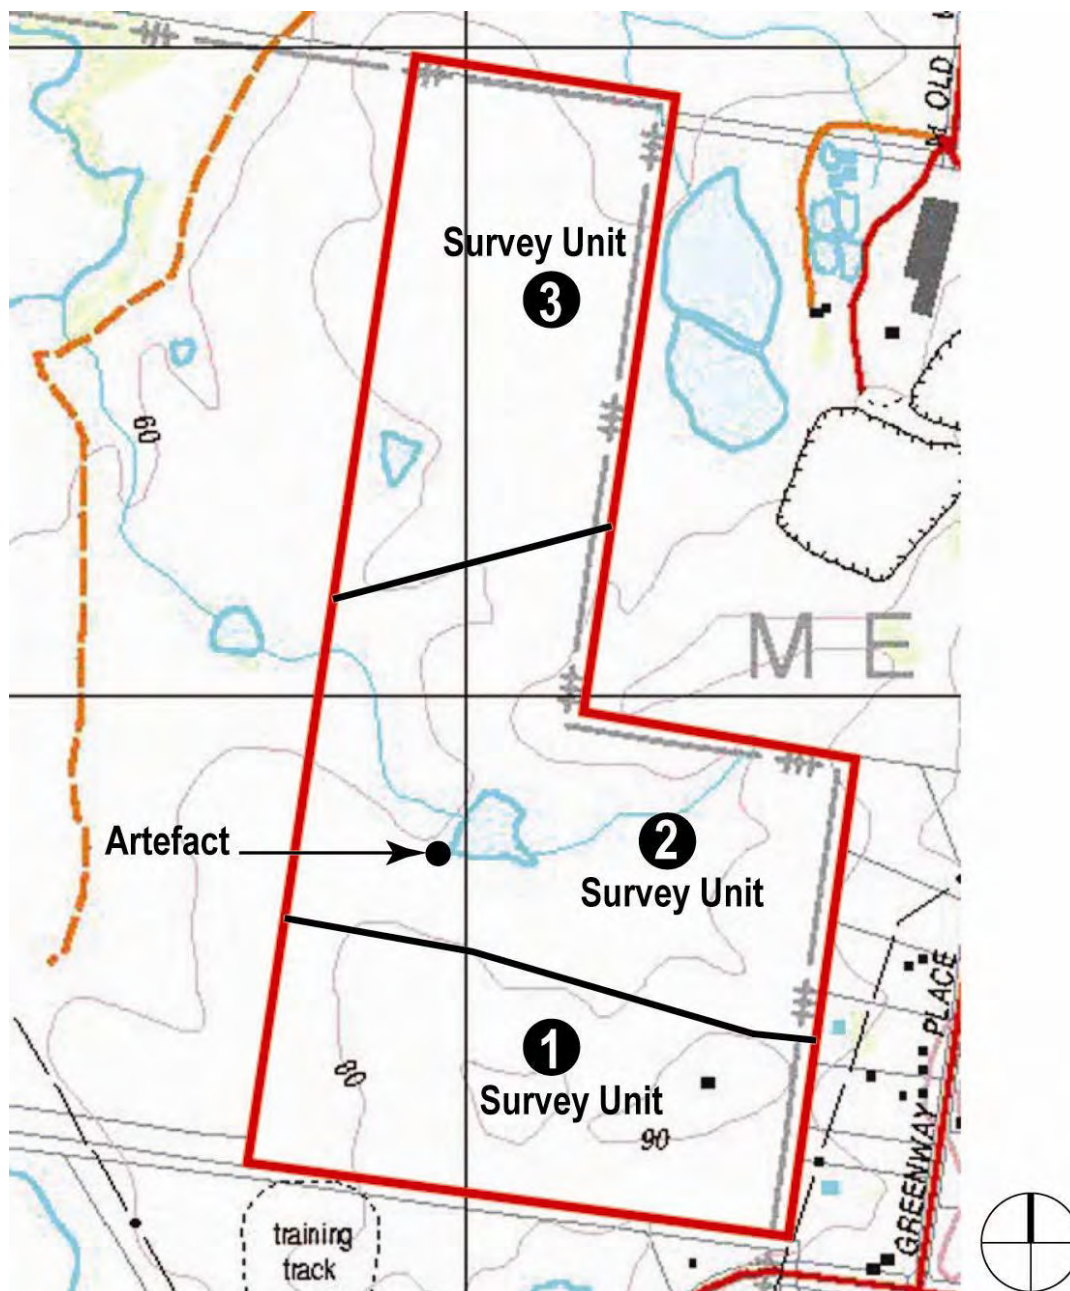 OLD
Survey Unit
3
60
M E
Artefact
2
Survey Unit
1
Survey Unit
80
90
GREENWAY PLACE
training
track